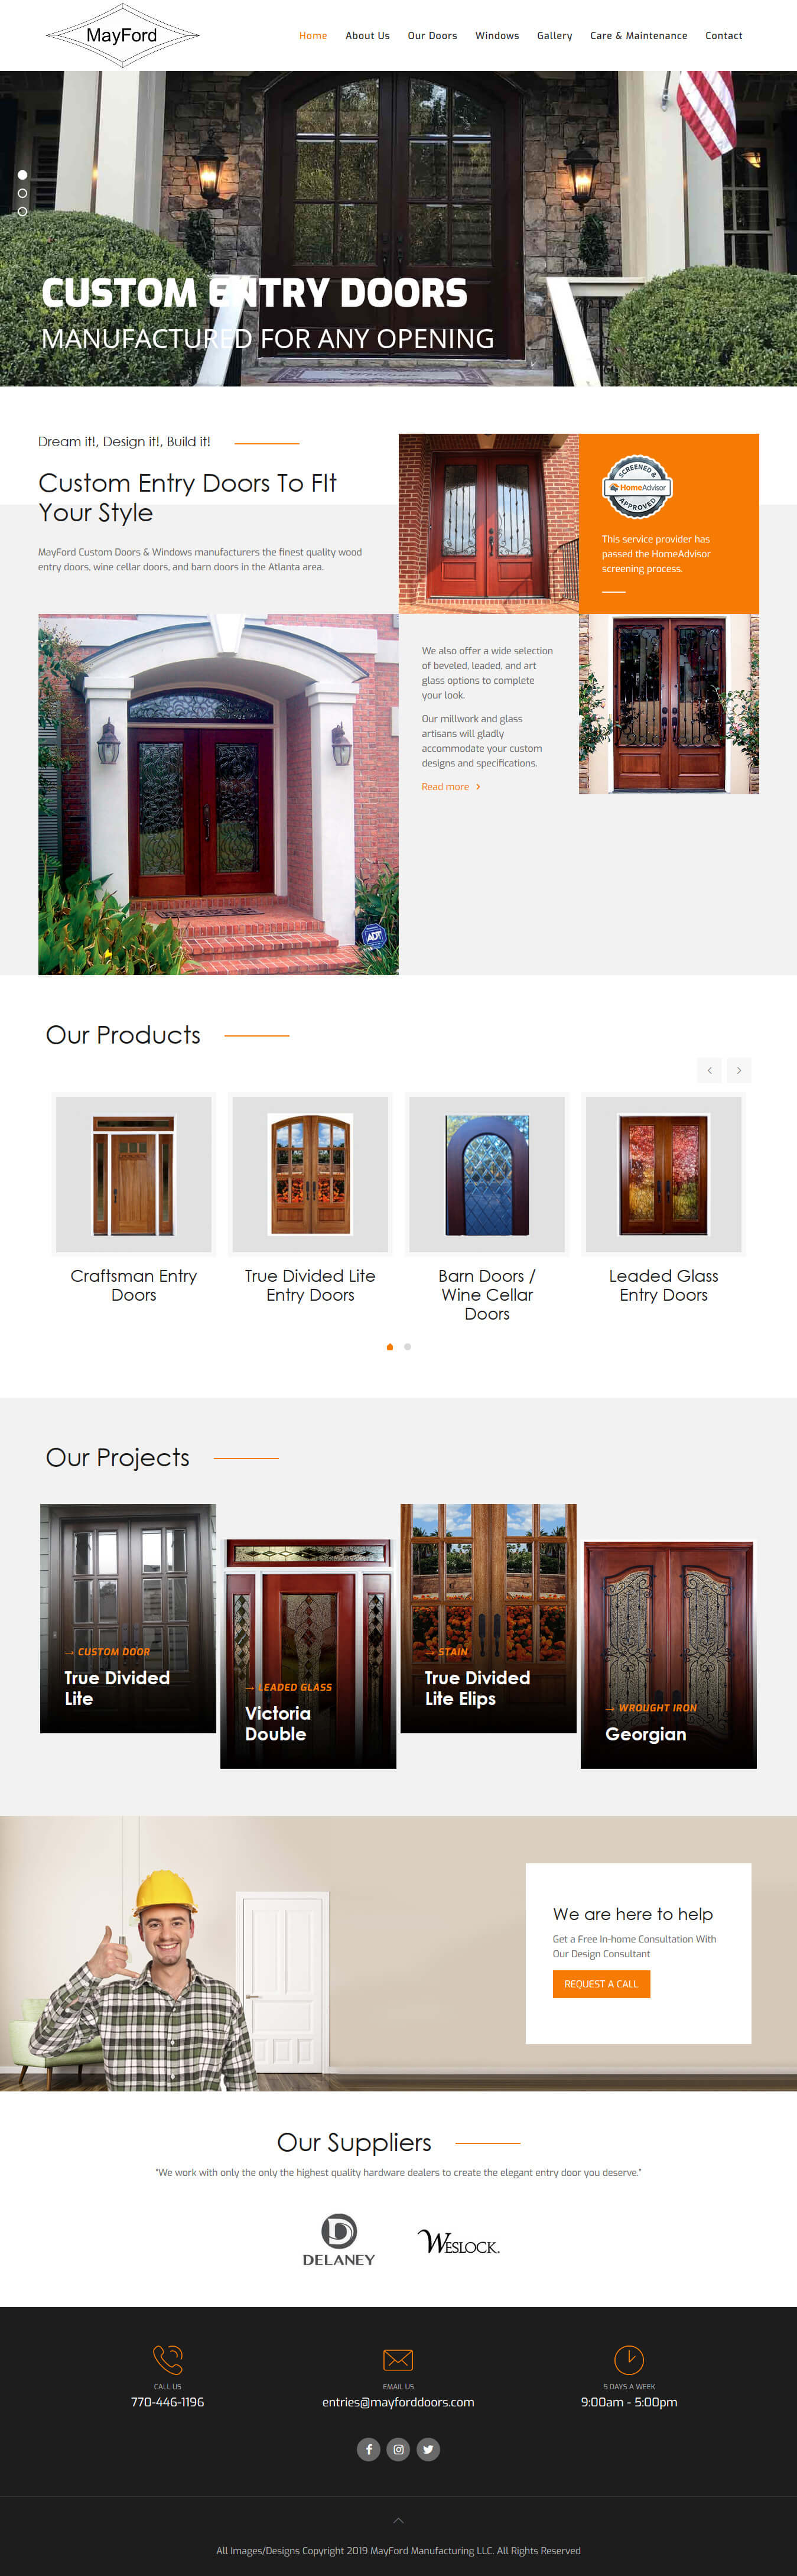 MayFord
Home
About Us
Our Doors
Windows
Gallery
Care & Maintenance
Contact
CUSTOM ENTRY DOORS
MANUFACTURED FOR ANY OPENING
Dream it!, Design it!, Build it!
Custom Entry Doors To FIt
Your Style
MayFord Custom Doors & Windows manufacturers the finest quality wood
entry doors, wine cellar doors, and barn doors in the Atlanta area.
SCREENED &
HomeAdvisor
APPROVED
This service provider has
passed the HomeAdvisor
screening process.
We also offer a wide selection
of beveled, leaded, and art
glass options to complete
your look.
Our millwork and glass
artisans will gladly
accommodate your custom
designs and specifications.
Read more
ADT
Our Products
Craftsman Entry
Doors
True Divided Lite
Entry Doors
Barn Doors /
Wine Cellar
Doors
Leaded Glass
Entry Doors
Our Projects
→ CUSTOM DOOR
True Divided
Lite
→ LEADED GLASS
Victoria
Double
→ STAIN
True Divided
Lite Elips
→ WROUGHT IRON
Georgian
We are here to help
Get a Free In-home Consultation With
Our Design Consultant
REQUEST A CALL
Our Suppliers
"We work with only the only the highest quality hardware dealers to create the elegant entry door you deserve."
DELANEY
WESLOCK.
CALL US
770-446-1196
EMAIL US
entries@mayforddoors.com
5 DAYS A WEEK
9:00am - 5:00pm
All Images/Designs Copyright 2019 MayFord Manufacturing LLC. All Rights Reserved